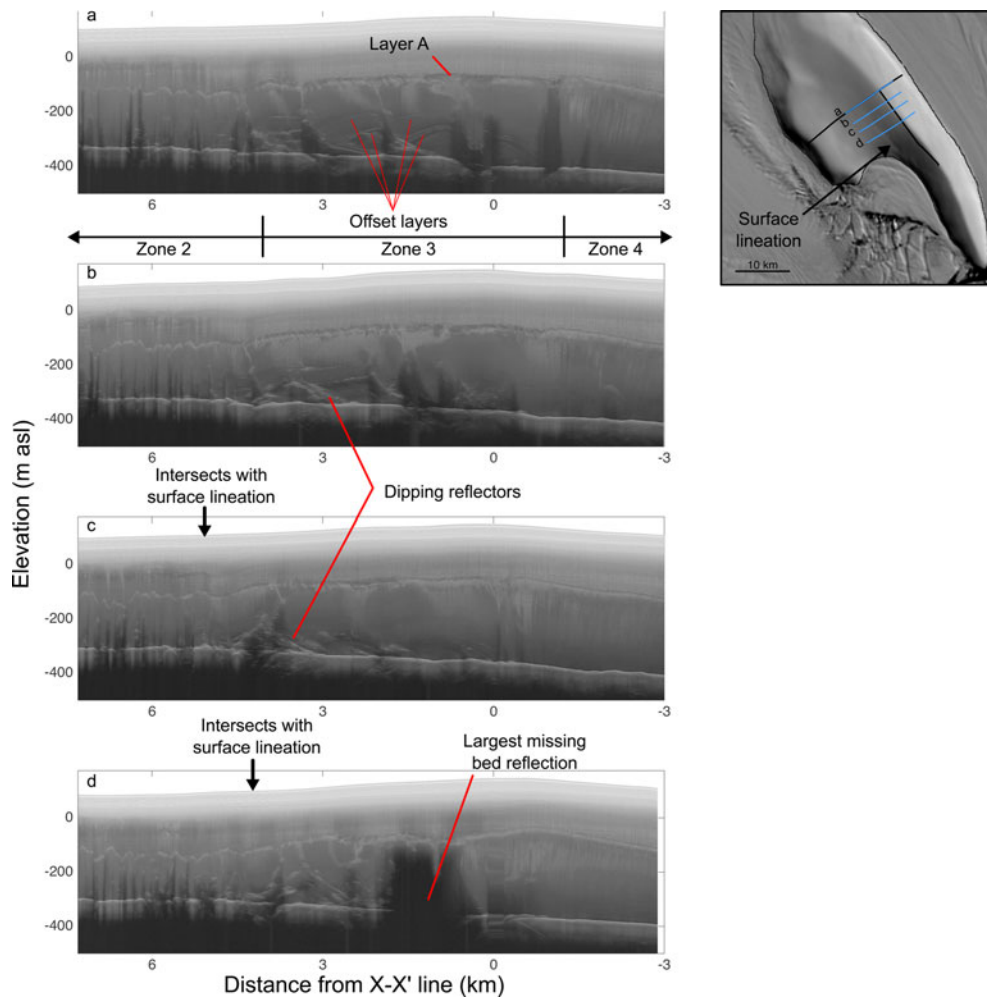 a
Layer A
0
-200
-400
6
3
0
-3
Offset layers
Zone 2
Zone 3
Zone 4
b
0
-200
-400
6
3
0
-3
Intersects with
surface lineation
Dipping reflectors
c
0
-200
-400
6
3
0
-3
Intersects with
surface lineation
Largest missing
bed reflection
d
0
-200
-400
6
3
0
-3
Elevation (m asl)
Distance from X-X' line (km)
a
b
c
d
Surface
lineation
10 km